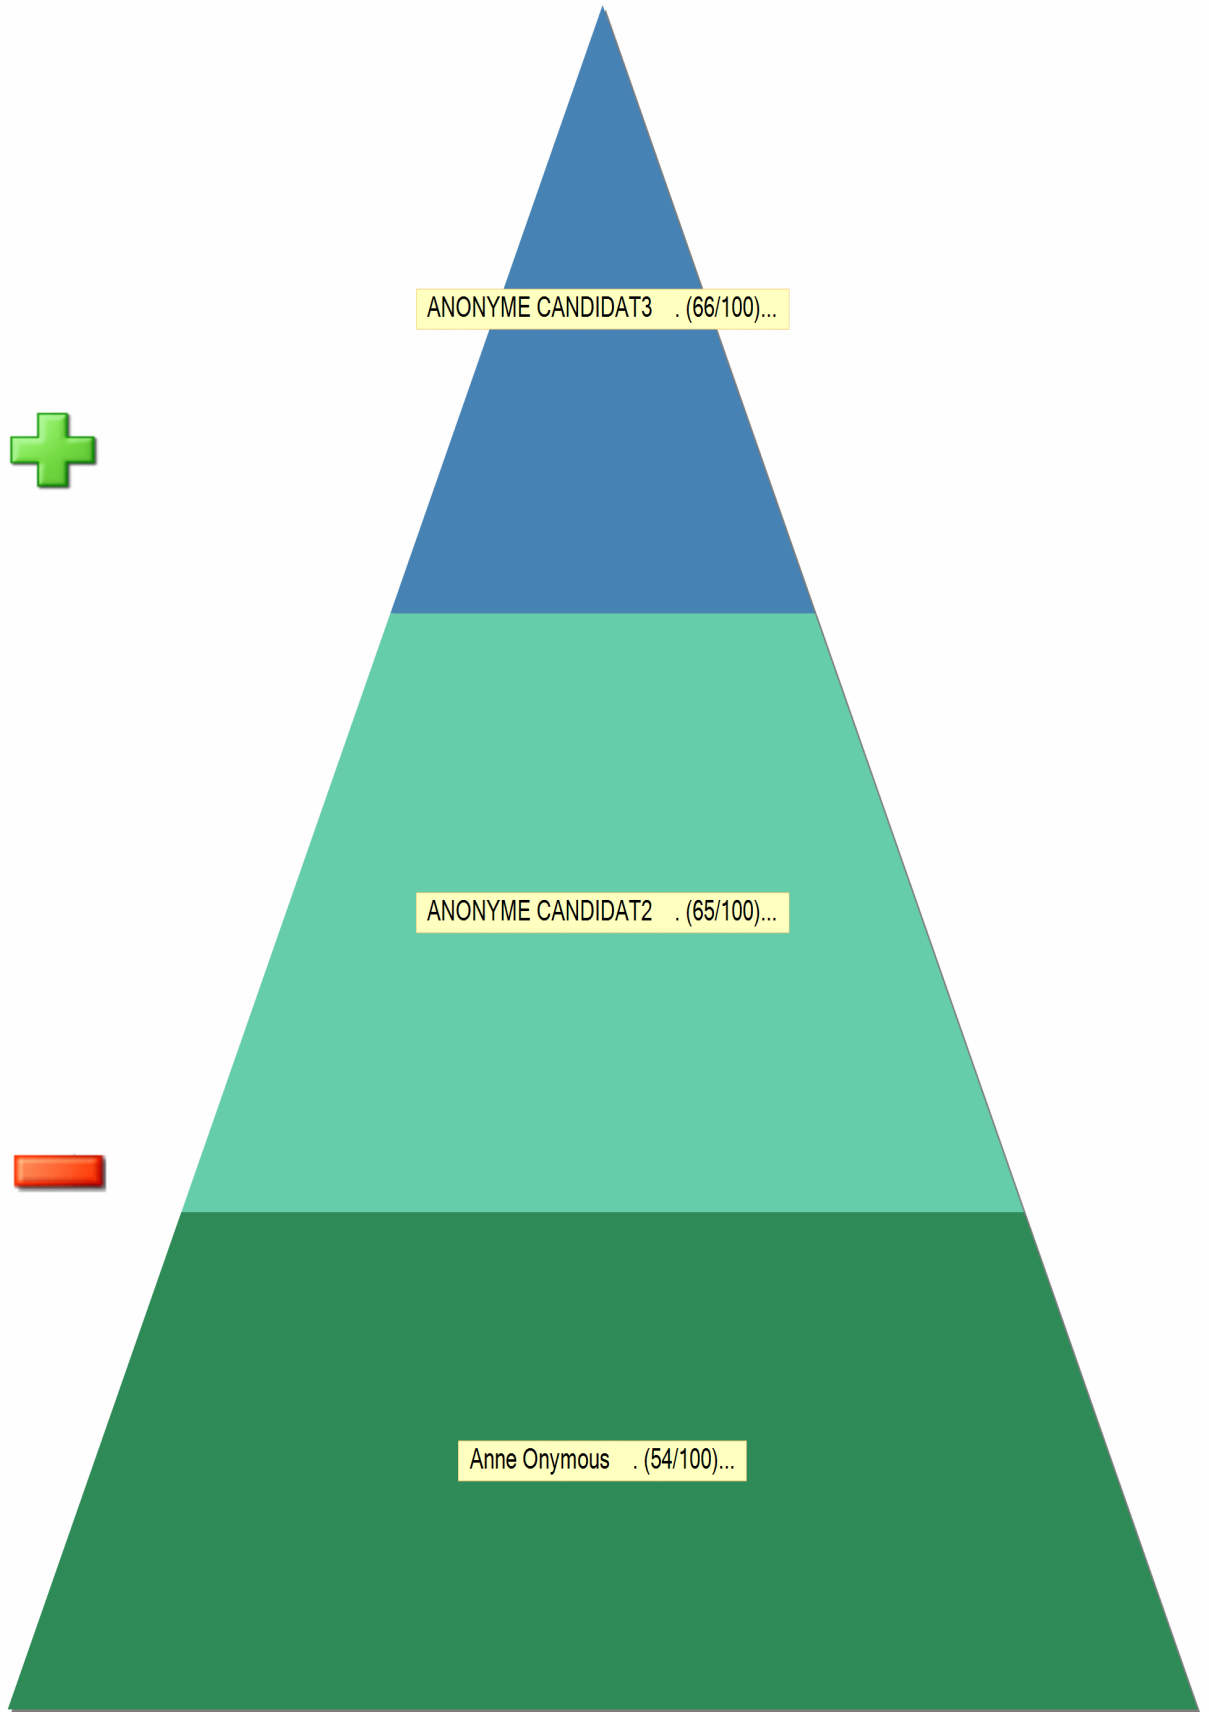 ANONYME CANDIDAT3 . (66/100)...
ANONYME CANDIDAT2 . (65/100)...
Anne Onymous . (54/100)...